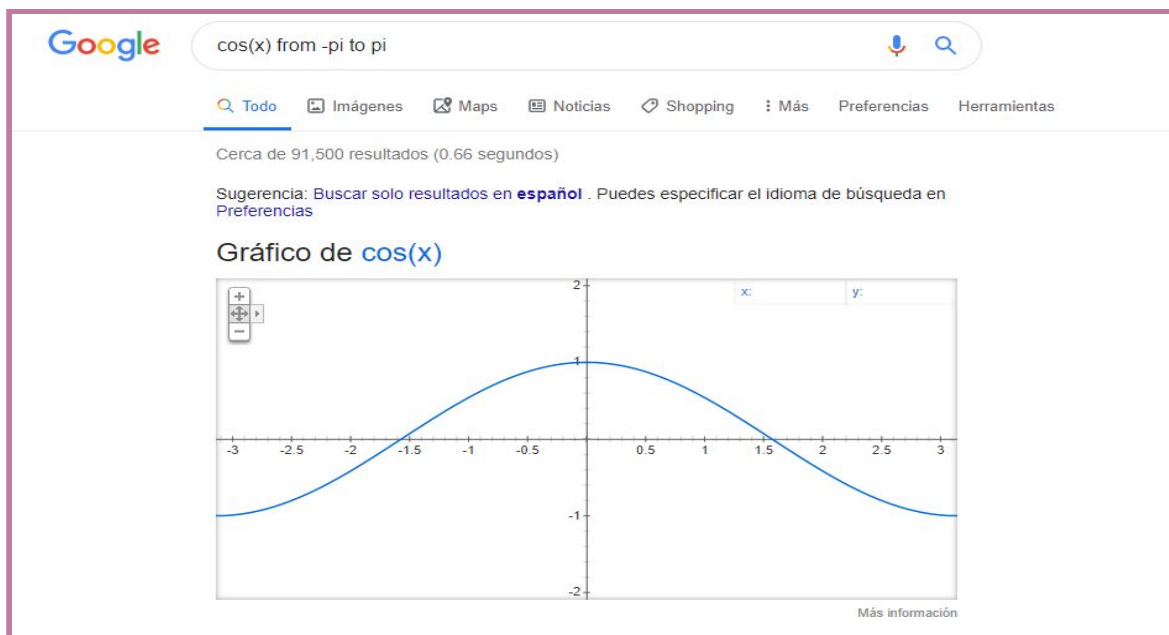 Google
cos(x) from -pi to pi
Todo Imágenes Maps Noticias Shopping Más Preferencias Herramientas
Cerca de 91,500 resultados (0.66 segundos)
Sugerencia: Buscar solo resultados en español . Puedes especificar el idioma de búsqueda en
Preferencias
Gráfico de cos(x)
x: y:
2
1
-3 -2.5 -2 -1.5 -1 -0.5 0.5 1 1.5 2 2.5 3
-1
-2
Más información